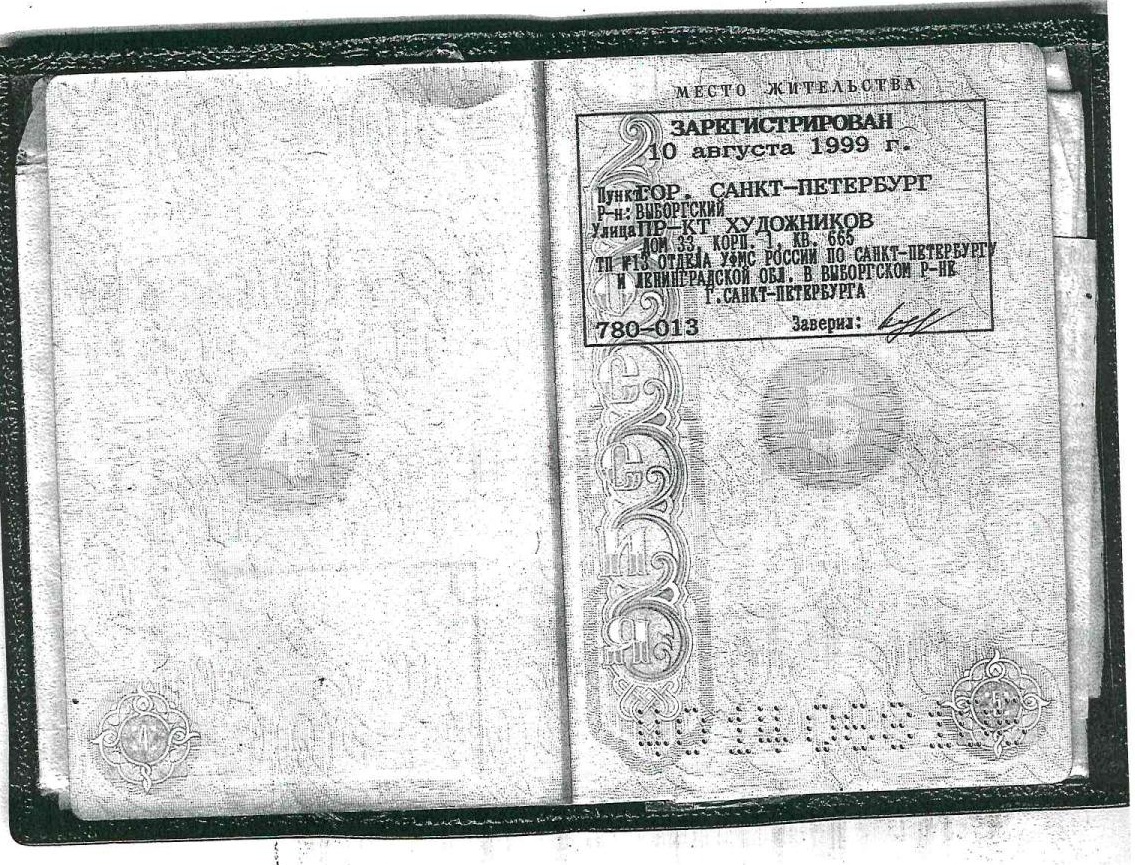 МЕСТО ЖИТЕЛЬСТВА
ЗАРЕГИСТРИРОВАН
10 августа 1999 г.
Пункт ГОР. САНКТ-ПЕТЕРБУРГ
Р-н: ВЫБОРГСКИЙ
Улица ПР-КТ ХУДОЖНИКОВ
ДОМ 33, КОРП. 1, КВ. 665
ТП №13 ОТДЕЛА УФМС РОССИИ ПО САНКТ-ПЕТЕРБУРГУ
И ЛЕНИНГРАДСКОЙ ОБЛ. В ВЫБОРГСКОМ Р-НЕ
Г.САНКТ-ПЕТЕРБУРГА
780-013 Заверил:
4
5